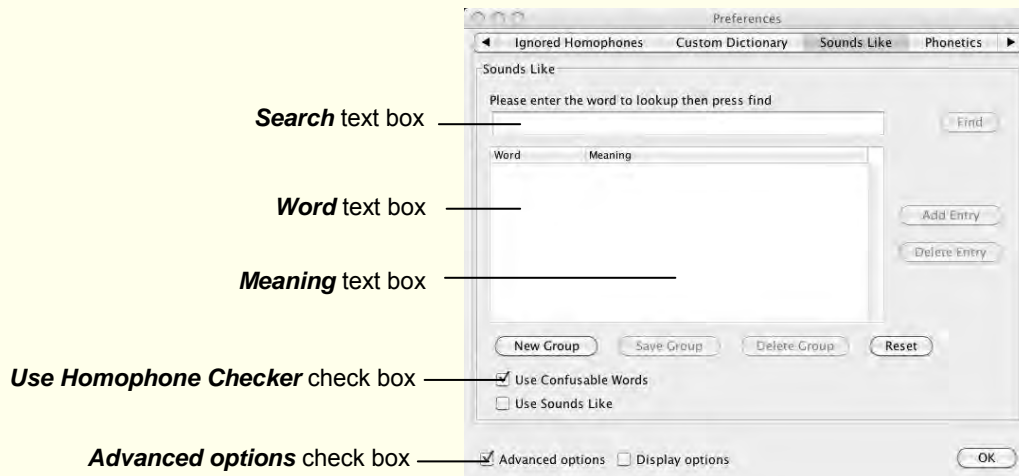 Preferences
Ignored Homophones Custom Dictionary Sounds Like Phonetics
Sounds Like
Please enter the word to lookup then press find
Search text box
Find
Word Meaning
Word text box
Add Entry
Delete Entry
Meaning text box
New Group Save Group Delete Group Reset
Use Homophone Checker check box
Use Confusable Words
Use Sounds Like
Advanced options check box
Advanced options Display options OK